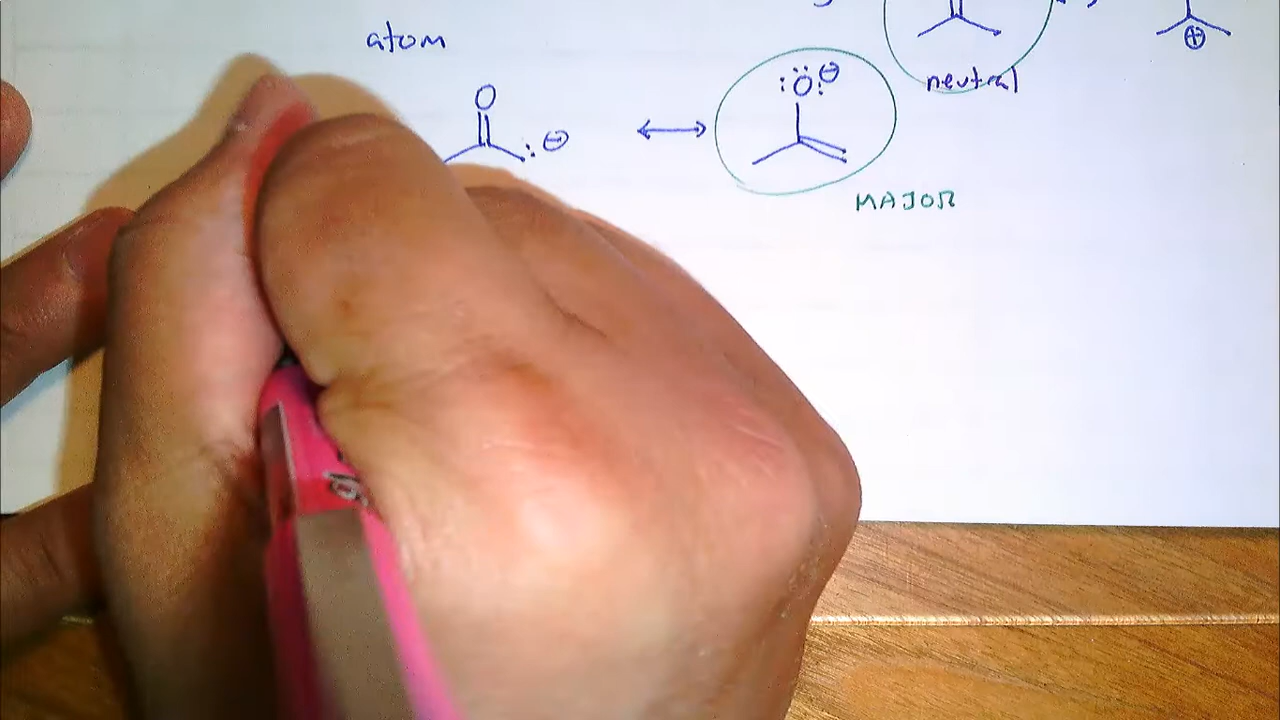 neutral
⊕
atom
O
:Ö: ⊖
: ⊖
MAJOR